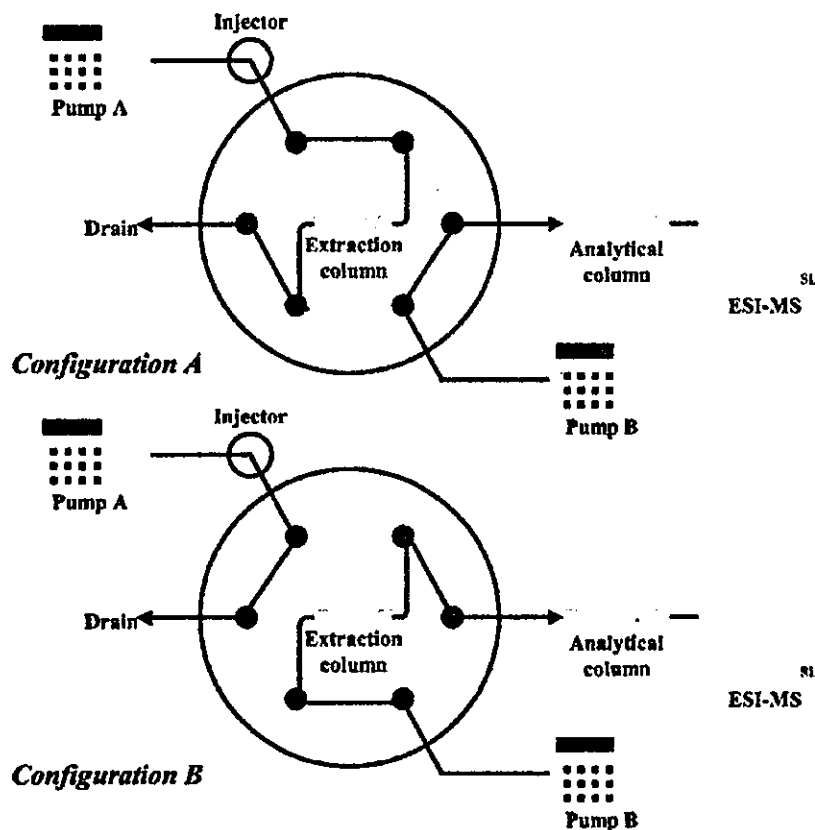 Injector
Pump A
Drain
Extraction
column
Analytical
column
ESI-MS
Configuration A
Pump B
Injector
Pump A
Drain
Extraction
column
Analytical
column
ESI-MS
Configuration B
Pump B